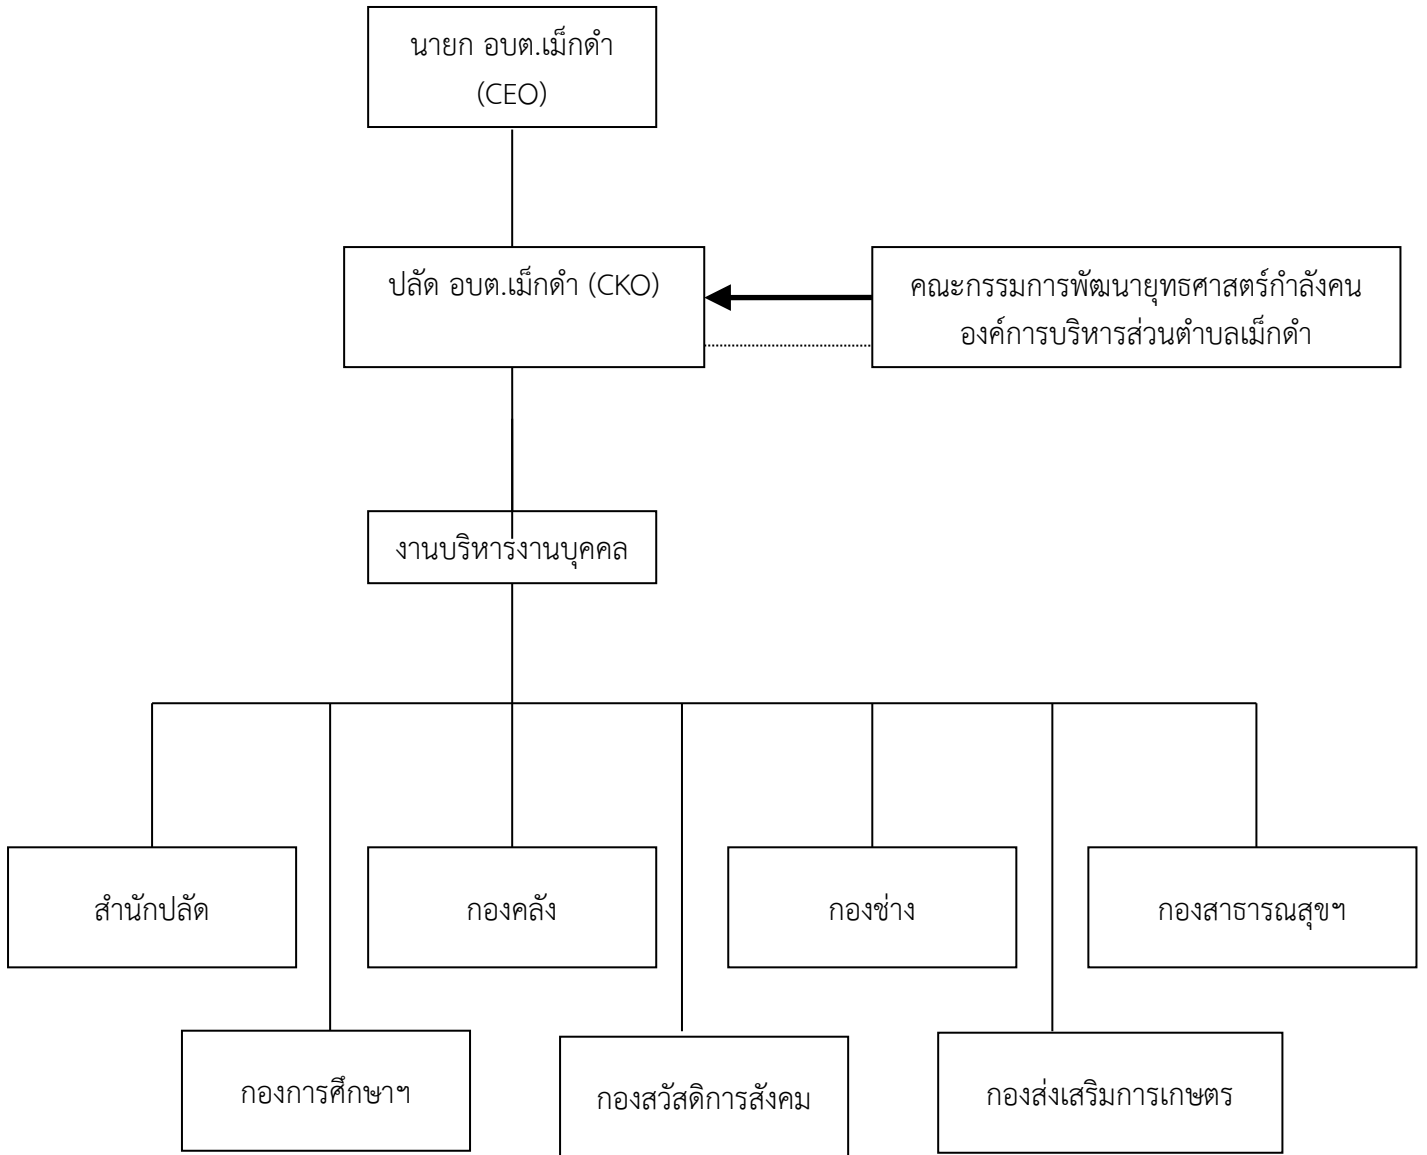 นายก อบต.เม็กดำ
(CEO)
ปลัด อบต.เม็กดำ (CKO)
คณะกรรมการพัฒนายุทธศาสตร์กำลังคน
องค์การบริหารส่วนตำบลเม็กดำ
งานบริหารงานบุคคล
สำนักปลัด
กองคลัง
กองช่าง
กองสาธารณสุขฯ
กองการศึกษาฯ
กองสวัสดิการสังคม
กองส่งเสริมการเกษตร